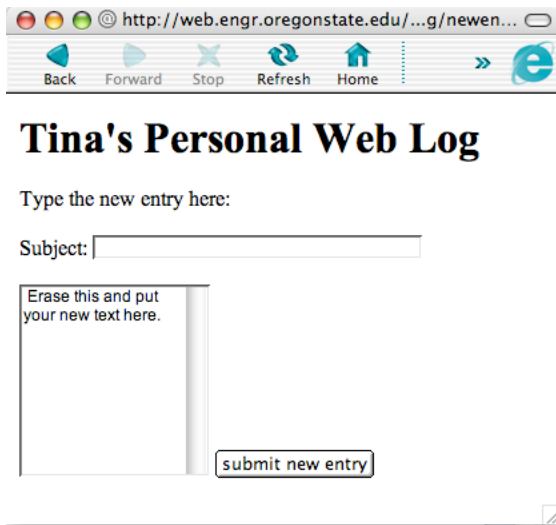 http://web.engr.oregonstate.edu/...g/newen...
Back Forward Stop Refresh Home »
Tina's Personal Web Log
Type the new entry here:
Subject:
Erase this and put
your new text here.
submit new entry